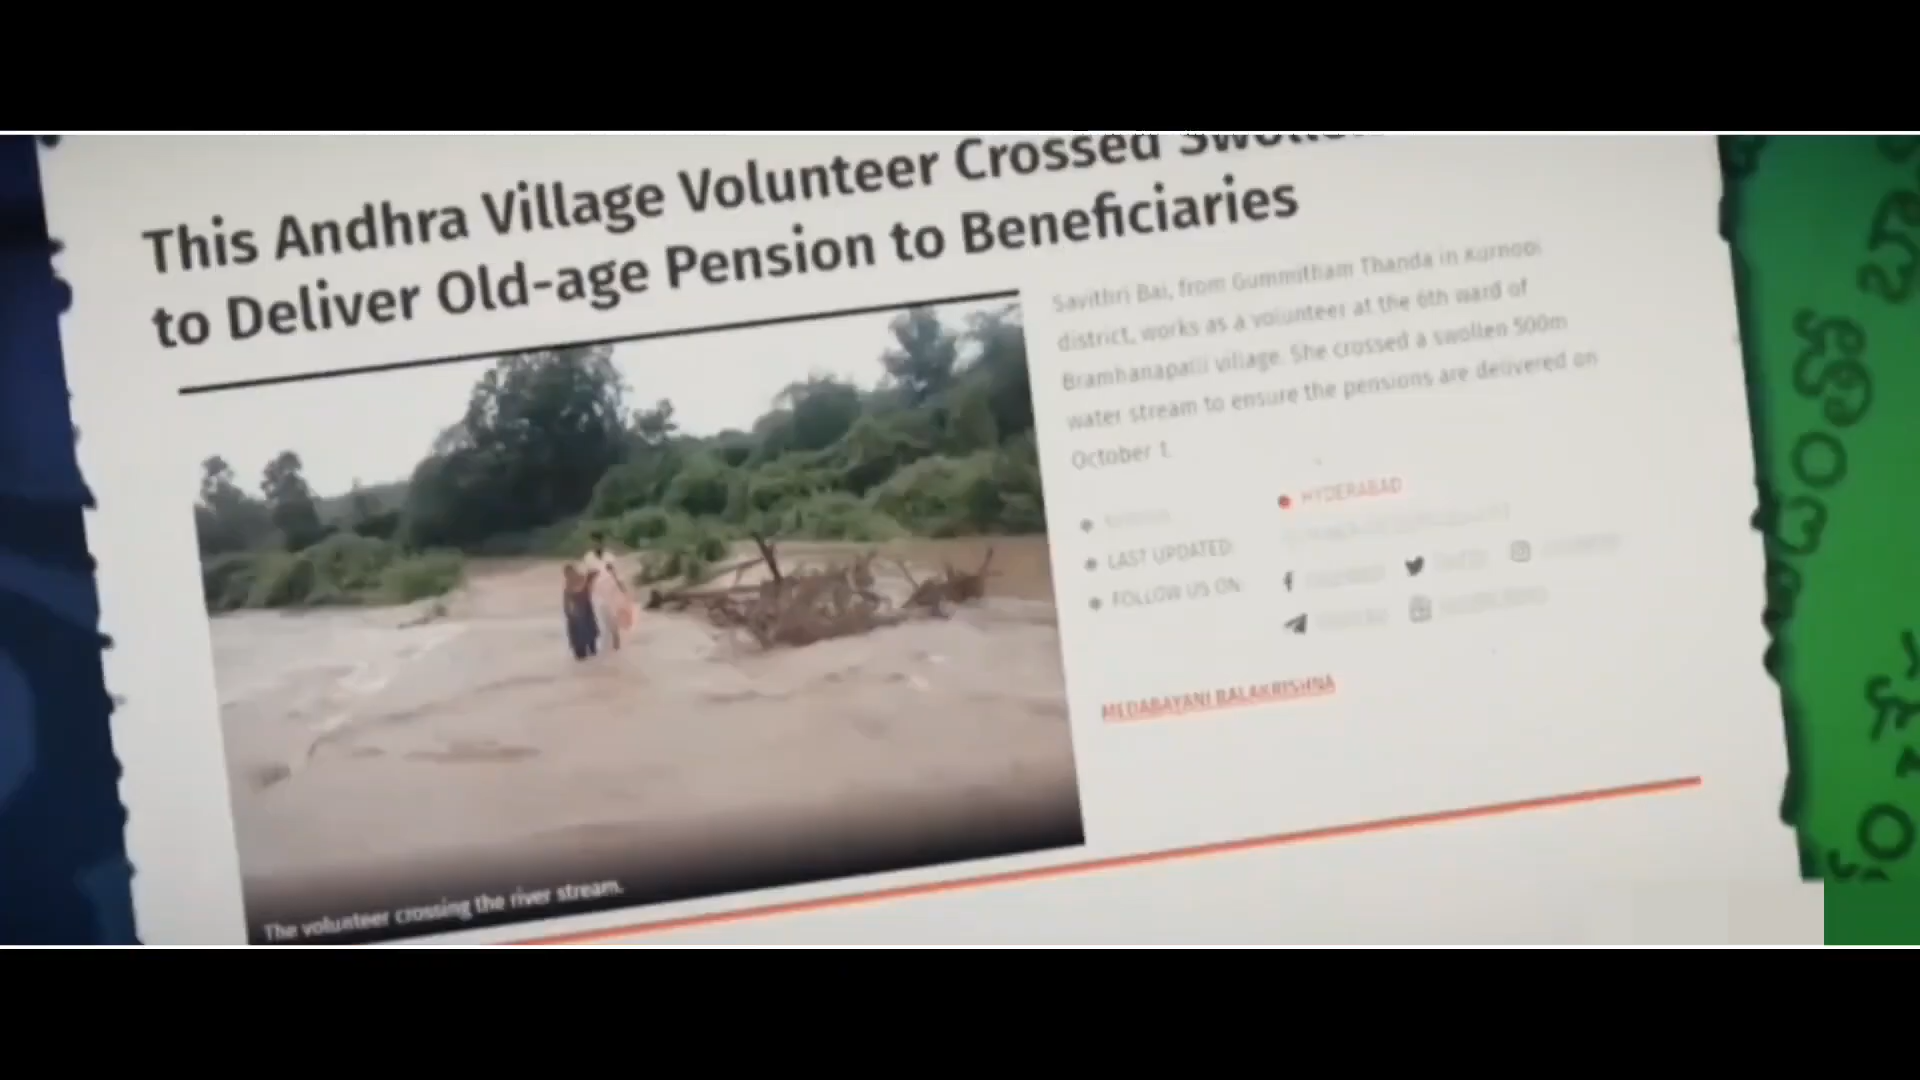 This Andhra Village Volunteer Crossed Swollen
to Deliver Old-age Pension to Beneficiaries
Savithri Bai, from Gummitham Thanda in Kurnool
district, works as a volunteer at the 6th ward of
Bramhanapalli village. She crossed a swollen 500m
water stream to ensure the pensions are delivered on
October 1.
HYDERABAD
LAST UPDATED:
FOLLOW US ON:
MEDABAYANI BALAKRISHNA
The volunteer crossing the river stream.